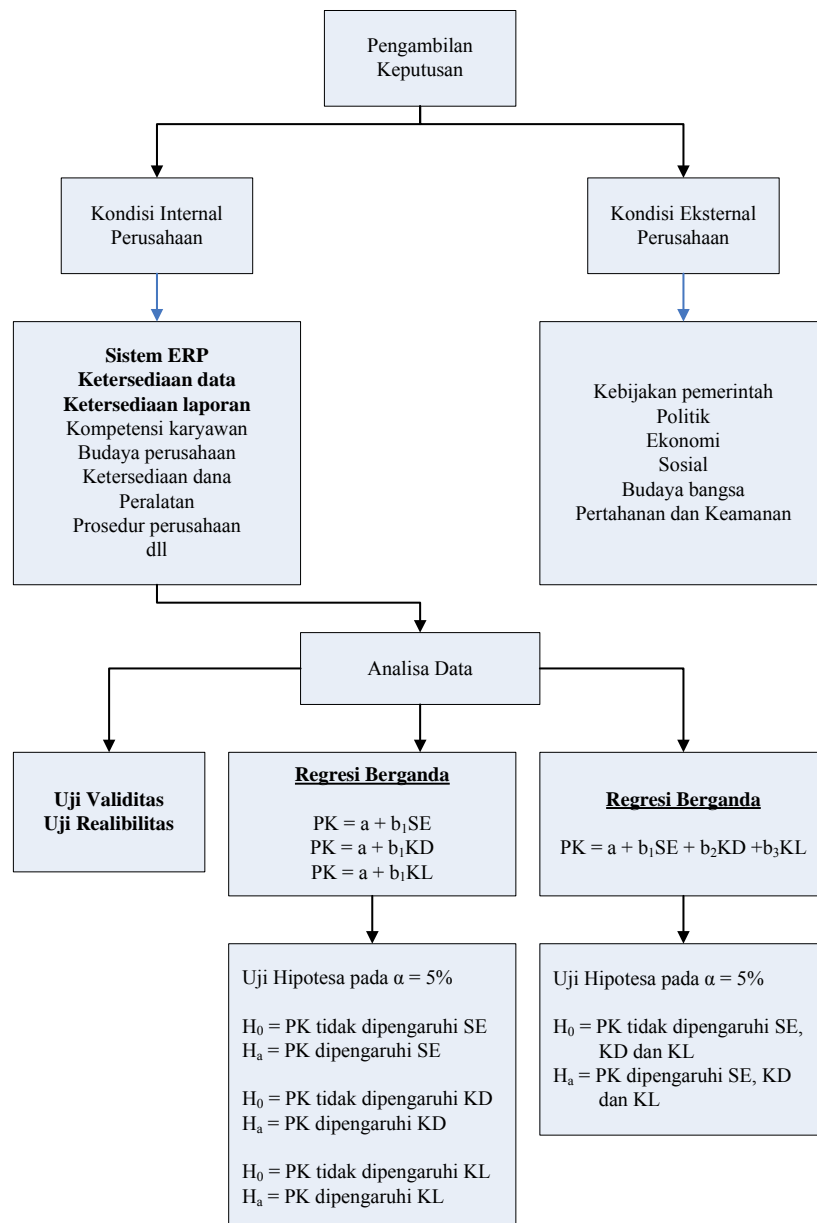 Pengambilan
Keputusan
Kondisi Internal
Perusahaan
Kondisi Eksternal
Perusahaan
Sistem ERP
Ketersediaan data
Ketersediaan laporan
Kompetensi karyawan
Budaya perusahaan
Ketersediaan dana
Peralatan
Prosedur perusahaan
dll
Kebijakan pemerintah
Politik
Ekonomi
Sosial
Budaya bangsa
Pertahanan dan Keamanan
Analisa Data
Uji Validitas
Uji Realibilitas
Regresi Berganda
PK = a + b₁SE
PK = a + b₁KD
PK = a + b₁KL
Regresi Berganda
PK = a + b₁SE + b₂KD +b₃KL
Uji Hipotesa pada α = 5%
H₀ = PK tidak dipengaruhi SE
Hₐ = PK dipengaruhi SE
H₀ = PK tidak dipengaruhi KD
Hₐ = PK dipengaruhi KD
H₀ = PK tidak dipengaruhi KL
Hₐ = PK dipengaruhi KL
Uji Hipotesa pada α = 5%
H₀ = PK tidak dipengaruhi SE,
KD dan KL
Hₐ = PK dipengaruhi SE, KD
dan KL